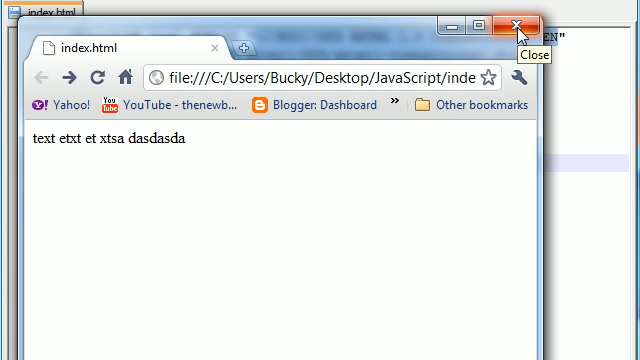 index.html
EN"
index.html
Close
file:///C:/Users/Bucky/Desktop/JavaScript/inde
Yahoo! YouTube - thenewb... Blogger: Dashboard » Other bookmarks
text etxt et xtsa dasdasda